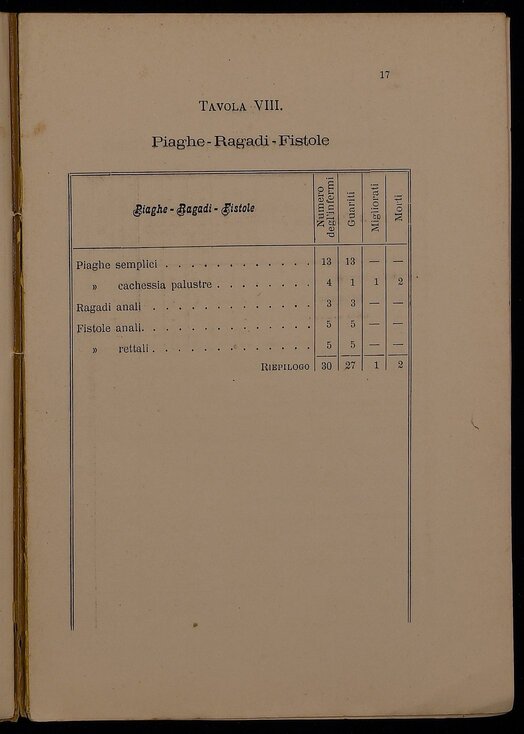 17
TAVOLA VIII.
Piaghe-Ragadi-Fistole
Piaghe - Ragadi - Fistole | Numero degl'infermi | Guariti | Migliorati | Morti
Piaghe semplici . . . . . . . . . . . . 13 | 13 | — | —
» cachessia palustre . . . . . . . . 4 | 1 | 1 | 2
Ragadi anali . . . . . . . . . . . . . 3 | 3 | — | —
Fistole anali. . . . . . . . . . . . . 5 | 5 | — | —
» rettali . . . . . . . . . . . . . 5 | 5 | — | —
RIEPILOGO 30 | 27 | 1 | 2